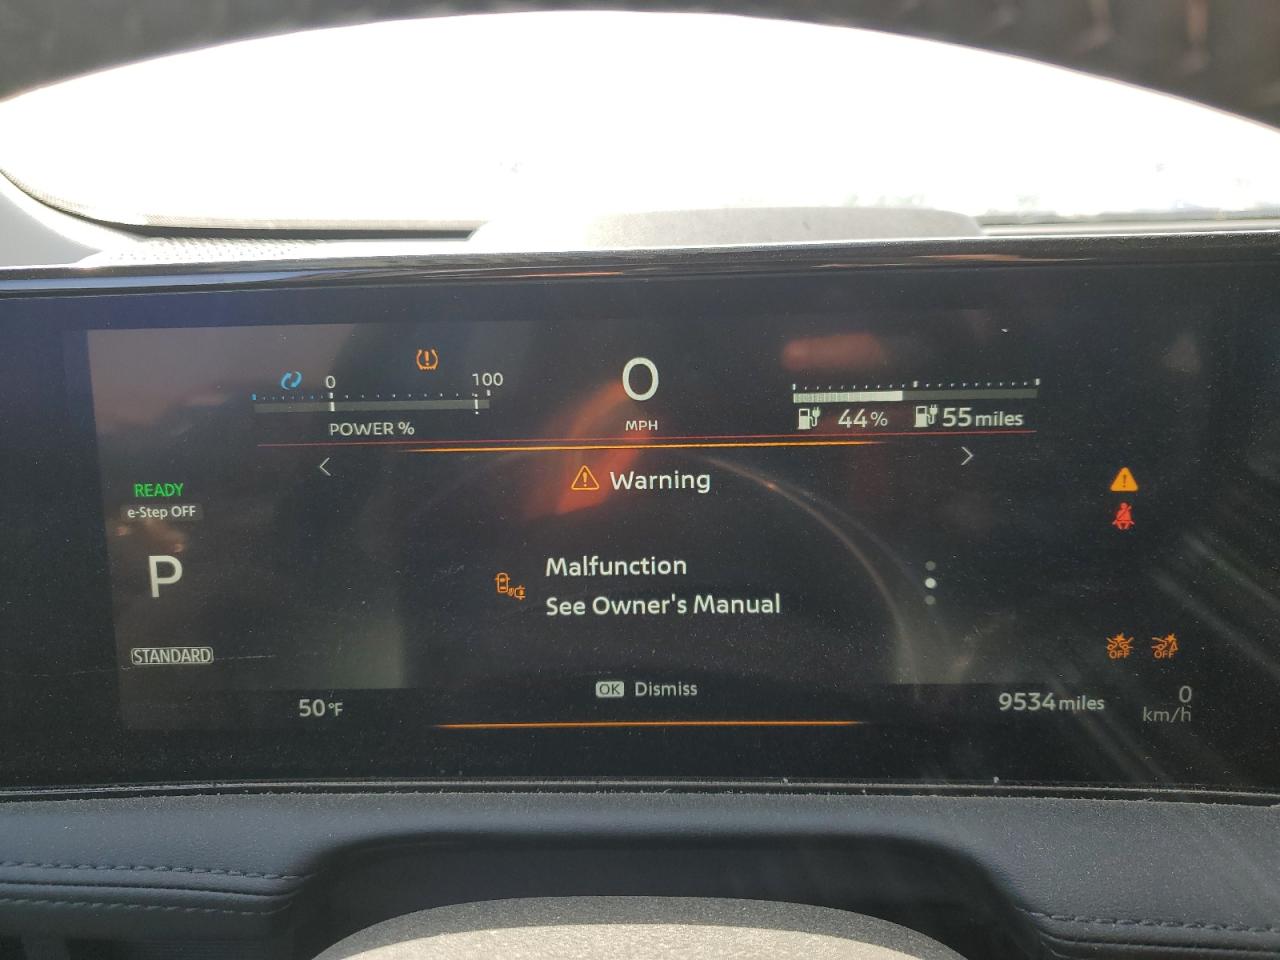 0 100
POWER %
0
MPH
44% 55 miles
Warning
READY
e-Step OFF
P
Malfunction
See Owner's Manual
STANDARD
OFF OFF
OK Dismiss
50°F
9534 miles
0
km/h